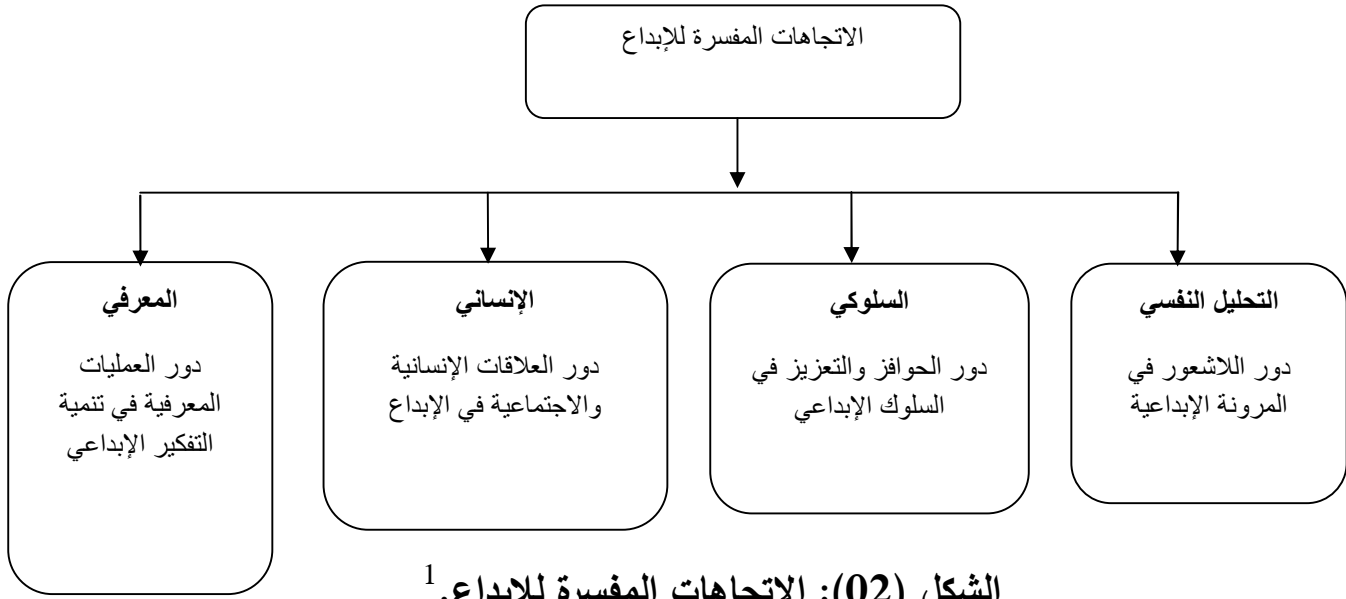 الاتجاهات المفسرة للإبداع
التحليل النفسي
دور اللاشعور في
المرونة الإبداعية
السلوكي
دور الحوافز والتعزيز في
السلوك الإبداعي
الإنساني
دور العلاقات الإنسانية
والاجتماعية في الإبداع
المعرفي
دور العمليات
المعرفية في تنمية
التفكير الإبداعي
الشكل (02): الاتجاهات المفسرة للإبداع.1